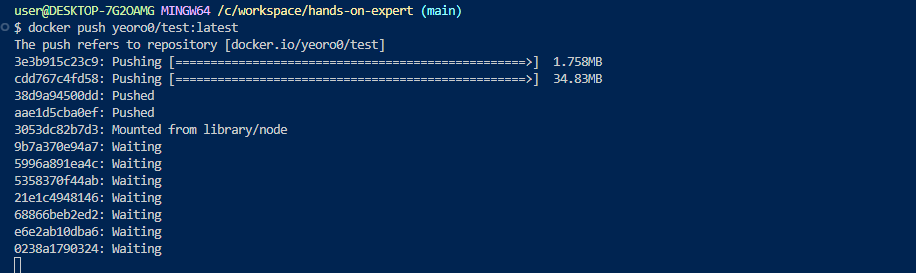 user@DESKTOP-7G2OAMG MINGW64 /c/workspace/hands-on-expert (main)
$ docker push yeoro0/test:latest
The push refers to repository [docker.io/yeoro0/test]
3e3b915c23c9: Pushing [==================================================>]  1.758MB
cdd767c4fd58: Pushing [==================================================>]  34.83MB
38d9a94500dd: Pushed
aae1d5cba0ef: Pushed
3053dc82b7d3: Mounted from library/node
9b7a370e94a7: Waiting
5996a891ea4c: Waiting
5358370f44ab: Waiting
21e1c4948146: Waiting
68866beb2ed2: Waiting
e6e2ab10dba6: Waiting
0238a1790324: Waiting